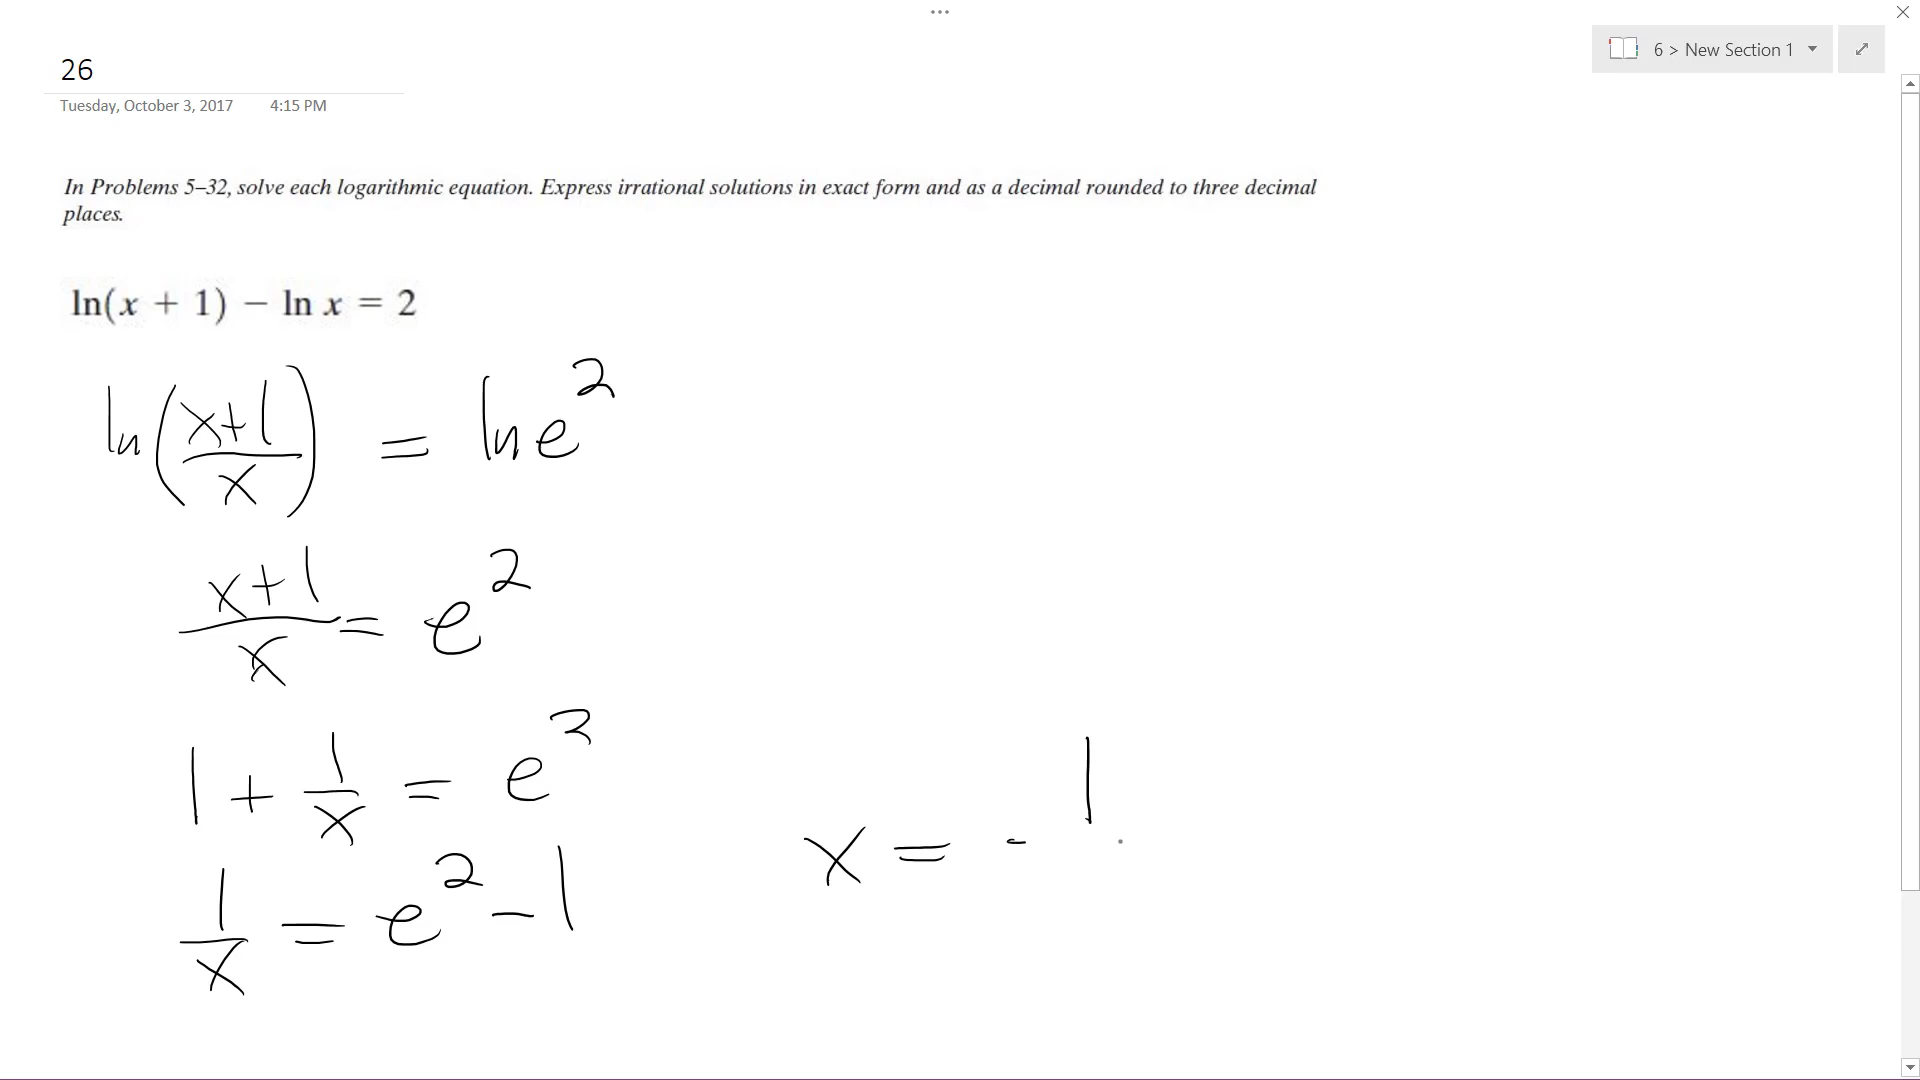 26
6 > New Section 1
Tuesday, October 3, 2017 4:15 PM
In Problems 5–32, solve each logarithmic equation. Express irrational solutions in exact form and as a decimal rounded to three decimal
places.
ln(x + 1) − ln x = 2
ln((x+1)/x) = ln e^2
(x+1)/x = e^2
1 + 1/x = e^2
1/x = e^2 - 1
x = - 1